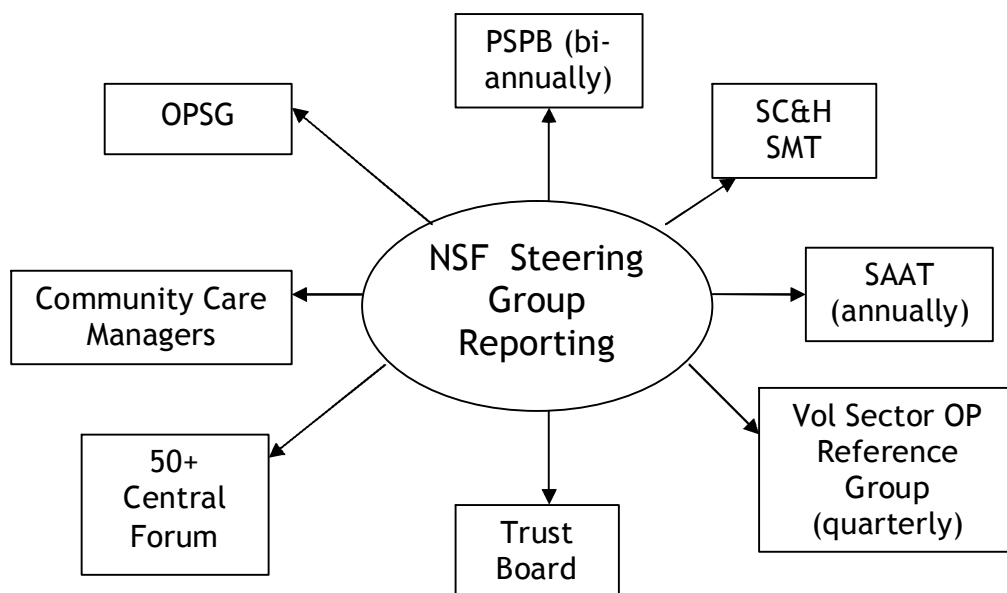 PSPB (bi-
annually)
OPSG
SC&H
SMT
NSF Steering
Group
Reporting
Community Care
Managers
SAAT
(annually)
50+
Central
Forum
Trust
Board
Vol Sector OP
Reference
Group
(quarterly)